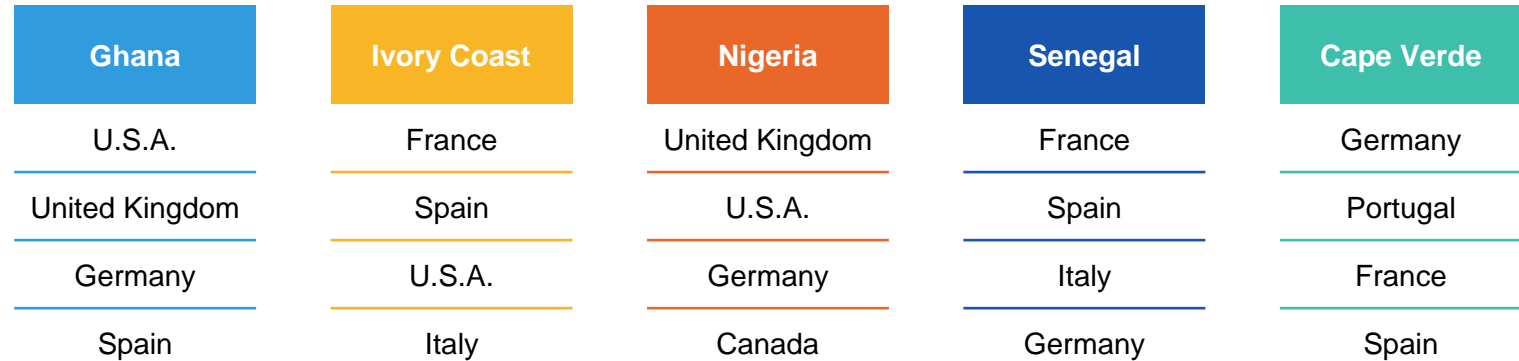 Ghana Ivory Coast Nigeria Senegal Cape Verde
U.S.A. France United Kingdom France Germany
United Kingdom Spain U.S.A. Spain Portugal
Germany U.S.A. Germany Italy France
Spain Italy Canada Germany Spain